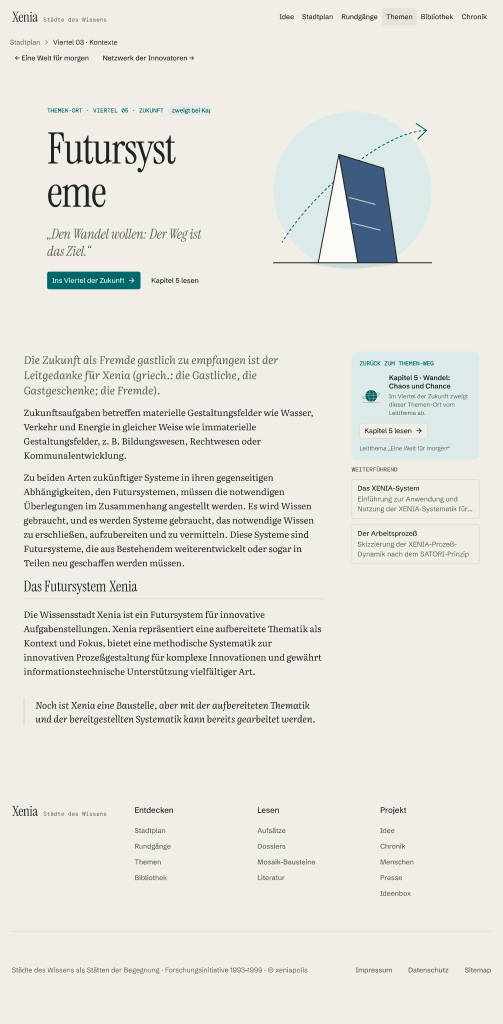 Xenia Städte des Wissens
Idee Stadtplan Rundgänge Themen Bibliothek Chronik
Stadtplan > Viertel 03 · Kontexte
← Eine Welt für morgen Netzwerk der Innovatoren →
THEMEN-ORT · VIERTEL 05 · ZUKUNFT zweigt bei Kap
Futursyst
eme
„Den Wandel wollen: Der Weg ist
das Ziel.“
Ins Viertel der Zukunft → Kapitel 5 lesen
Die Zukunft als Fremde gastlich zu empfangen ist der
Leitgedanke für Xenia (griech.: die Gastliche, die
Gastgeschenke; die Fremde).
Zukunftsaufgaben betreffen materielle Gestaltungsfelder wie Wasser,
Verkehr und Energie in gleicher Weise wie immaterielle
Gestaltungsfelder, z. B. Bildungswesen, Rechtwesen oder
Kommunalentwicklung.
Zu beiden Arten zukünftiger Systeme in ihren gegenseitigen
Abhängigkeiten, den Futursystemen, müssen die notwendigen
Überlegungen im Zusammenhang angestellt werden. Es wird Wissen
gebraucht, und es werden Systeme gebraucht, das notwendige Wissen
zu erschließen, aufzubereiten und zu vermitteln. Diese Systeme sind
Futursysteme, die aus Bestehendem weiterentwickelt oder sogar in
Teilen neu geschaffen werden müssen.
Das Futursystem Xenia
Die Wissensstadt Xenia ist ein Futursystem für innovative
Aufgabenstellungen. Xenia repräsentiert eine aufbereitete Thematik als
Kontext und Fokus, bietet eine methodische Systematik zur
innovativen Prozeßgestaltung für komplexe Innovationen und gewährt
informationstechnische Unterstützung vielfältiger Art.
Noch ist Xenia eine Baustelle, aber mit der aufbereiteten Thematik
und der bereitgestellten Systematik kann bereits gearbeitet werden.
ZURÜCK ZUM THEMEN-WEG
Kapitel 5 · Wandel:
Chaos und Chance
Im Viertel der Zukunft zweigt
dieser Themen-Ort vom
Leitthema ab.
Kapitel 5 lesen →
Leitthema „Eine Welt für morgen“
WEITERFÜHREND
Das XENIA-System
Einführung zur Anwendung und
Nutzung der XENIA-Systematik für...
Der Arbeitsprozeß
Skizzierung der XENIA-Prozeß-
Dynamik nach dem SATORI-Prinzip
Xenia Städte des Wissens
Entdecken
Stadtplan
Rundgänge
Themen
Bibliothek
Lesen
Aufsätze
Dossiers
Mosaik-Bausteine
Literatur
Projekt
Idee
Chronik
Menschen
Presse
Ideenbox
Städte des Wissens als Stätten der Begegnung · Forschungsinitiative 1993-1999 · © xeniapolis
Impressum Datenschutz Sitemap